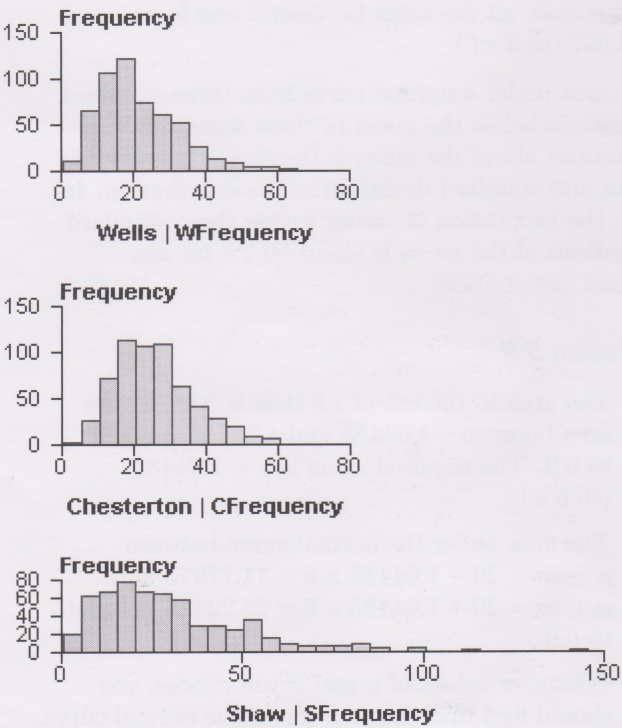 Frequency
150
100
50
0
0 20 40 60 80
Wells | WFrequency
Frequency
150
100
50
0
0 20 40 60 80
Chesterton | CFrequency
Frequency
80
60
40
20
0
0 50 100 150
Shaw | SFrequency